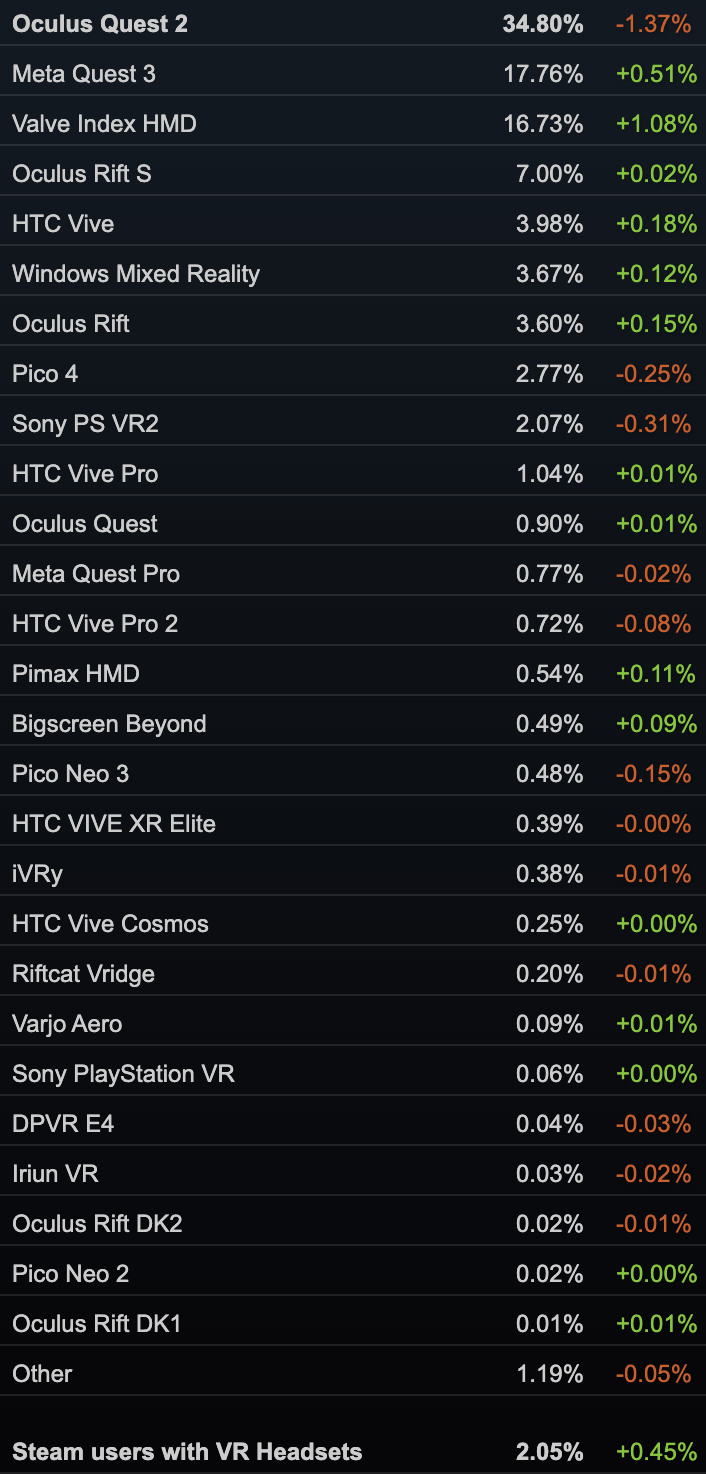 Oculus Quest 2 34.80% -1.37%
Meta Quest 3 17.76% +0.51%
Valve Index HMD 16.73% +1.08%
Oculus Rift S 7.00% +0.02%
HTC Vive 3.98% +0.18%
Windows Mixed Reality 3.67% +0.12%
Oculus Rift 3.60% +0.15%
Pico 4 2.77% -0.25%
Sony PS VR2 2.07% -0.31%
HTC Vive Pro 1.04% +0.01%
Oculus Quest 0.90% +0.01%
Meta Quest Pro 0.77% -0.02%
HTC Vive Pro 2 0.72% -0.08%
Pimax HMD 0.54% +0.11%
Bigscreen Beyond 0.49% +0.09%
Pico Neo 3 0.48% -0.15%
HTC VIVE XR Elite 0.39% -0.00%
iVRy 0.38% -0.01%
HTC Vive Cosmos 0.25% +0.00%
Riftcat Vridge 0.20% -0.01%
Varjo Aero 0.09% +0.01%
Sony PlayStation VR 0.06% +0.00%
DPVR E4 0.04% -0.03%
Iriun VR 0.03% -0.02%
Oculus Rift DK2 0.02% -0.01%
Pico Neo 2 0.02% +0.00%
Oculus Rift DK1 0.01% +0.01%
Other 1.19% -0.05%
Steam users with VR Headsets 2.05% +0.45%